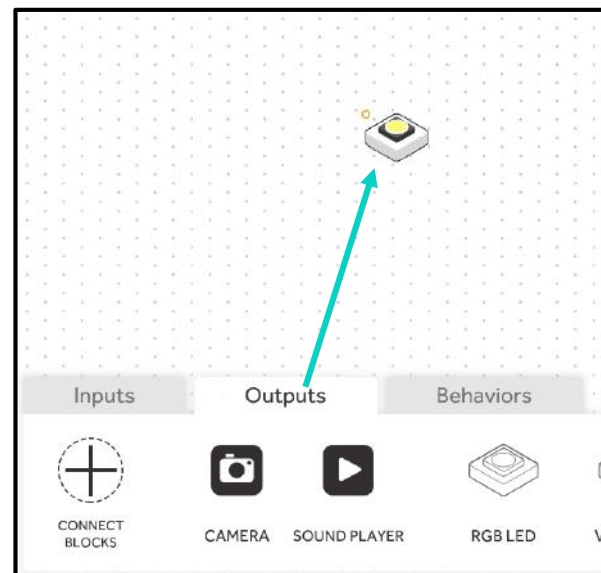 Inputs
Outputs
Behaviors
CONNECT
BLOCKS
CAMERA
SOUND PLAYER
RGB LED
V